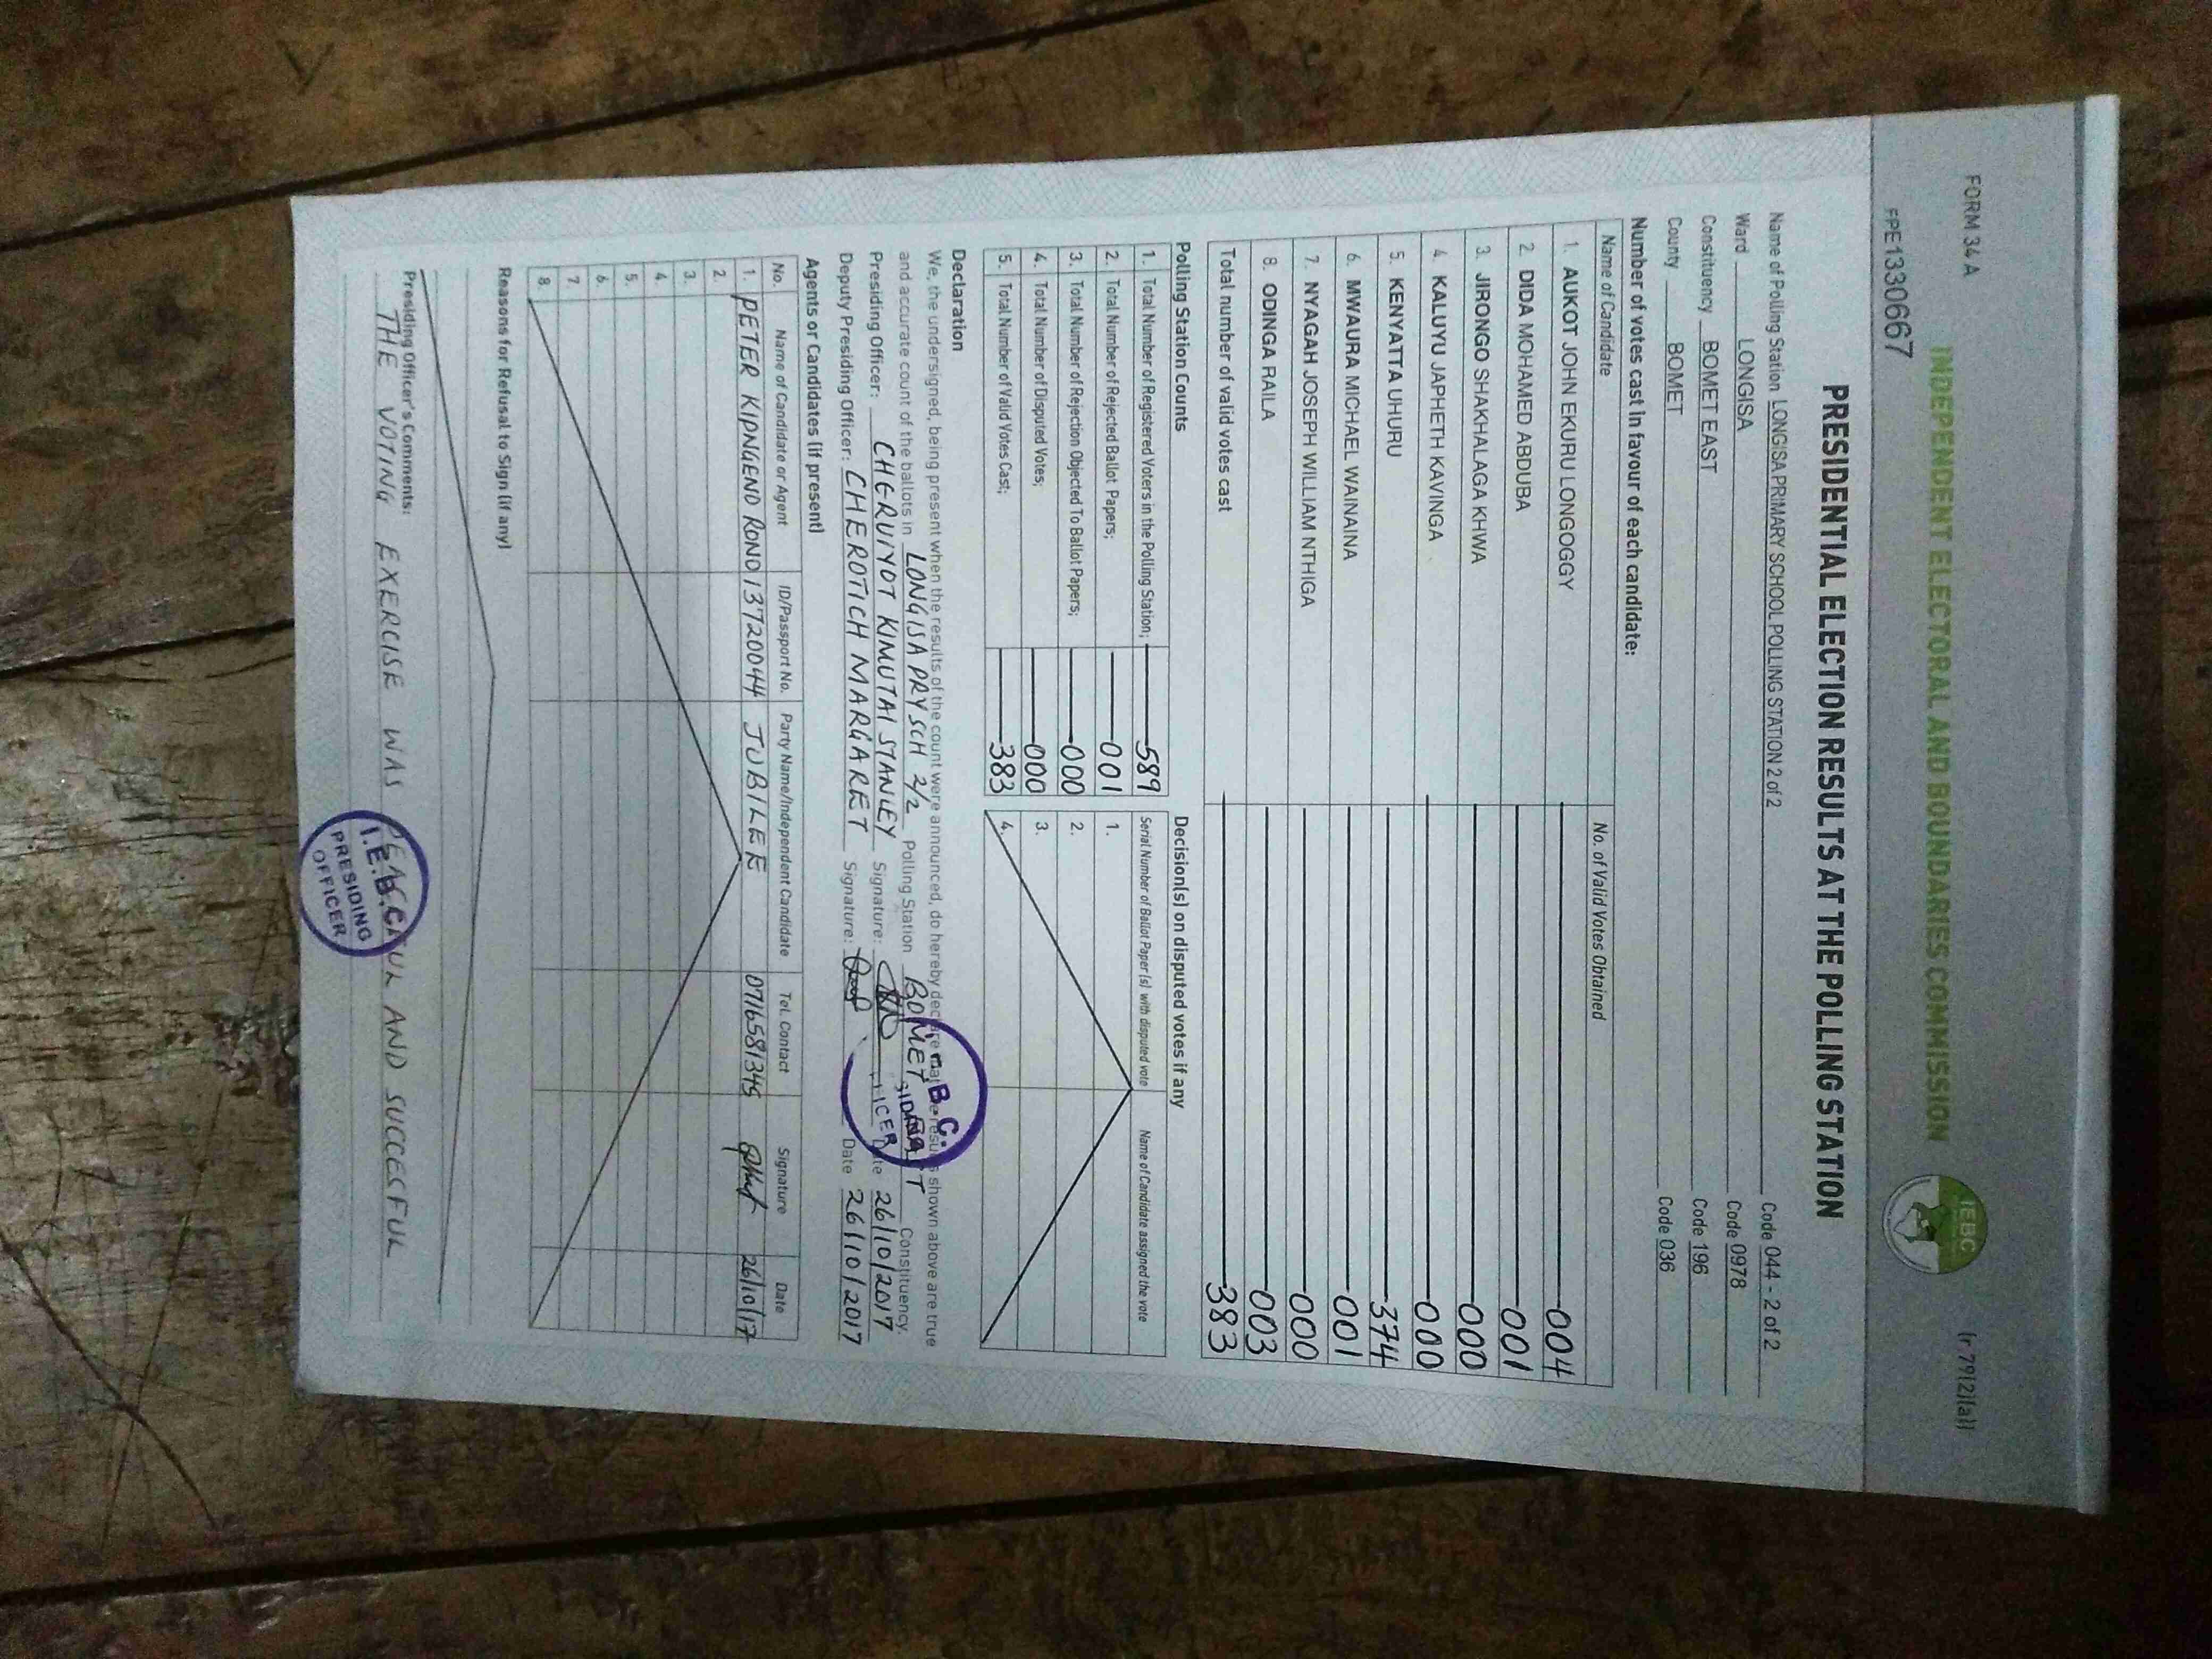 FORM 34 A
(r 79(2)(a))
INDEPENDENT ELECTORAL AND BOUNDARIES COMMISSION
IEBC
FPE1330667
PRESIDENTIAL ELECTION RESULTS AT THE POLLING STATION
Name of Polling Station LONGISA PRIMARY SCHOOL POLLING STATION 2 of 2 Code 044 - 2 of 2
Ward LONGISA Code 0978
Constituency BOMET EAST Code 196
County BOMET Code 036
Number of votes cast in favour of each candidate:
Name of Candidate No. of Valid Votes Obtained
1. AUKOT JOHN EKURU LONGOGGY 004
2. DIDA MOHAMED ABDUBA 001
3. JIRONGO SHAKHALAGA KHWA 000
4. KALUYU JAPHETH KAVINGA 000
5. KENYATTA UHURU 374
6. MWAURA MICHAEL WAINAINA 001
7. NYAGAH JOSEPH WILLIAM NTHIGA 000
8. ODINGA RAILA 003
Total number of valid votes cast 383
Polling Station Counts
1. Total Number of Registered Voters in the Polling Station; 589
2. Total Number of Rejected Ballot Papers; 001
3. Total Number of Rejection Objected To Ballot Papers; 000
4. Total Number of Disputed Votes; 000
5. Total Number of Valid Votes Cast; 383
Decision(s) on disputed votes if any
Serial Number of Ballot Paper(s) with disputed vote Name of Candidate assigned the vote
1.
2.
3.
4.
Declaration
We, the undersigned, being present when the results of the count were announced, do hereby declare that the results shown above are true
and accurate count of the ballots in LONGISA PRY SCH 2/2 Polling Station BOMET EAST Constituency.
Presiding Officer: CHERUIYOT KIMUTAI STANLEY Signature: Date 26/10/2017
Deputy Presiding Officer: CHEROTICH MARGARET Signature: Date 26/10/2017
Agents or Candidates (if present)
No. Name of Candidate or Agent ID/Passport No. Party Name/Independent Candidate Tel. Contact Signature Date
1. PETER KIPNGENO RONO 13720044 JUBILEE 0716581345 26/10/17
2.
3.
4
5.
6.
7.
8.
Reasons for Refusal to Sign (if any)
Presiding Officer's Comments:
THE VOTING EXERCISE WAS PEACEFUL AND SUCCESFUL
I.E.B.C.
PRESIDING
OFFICER